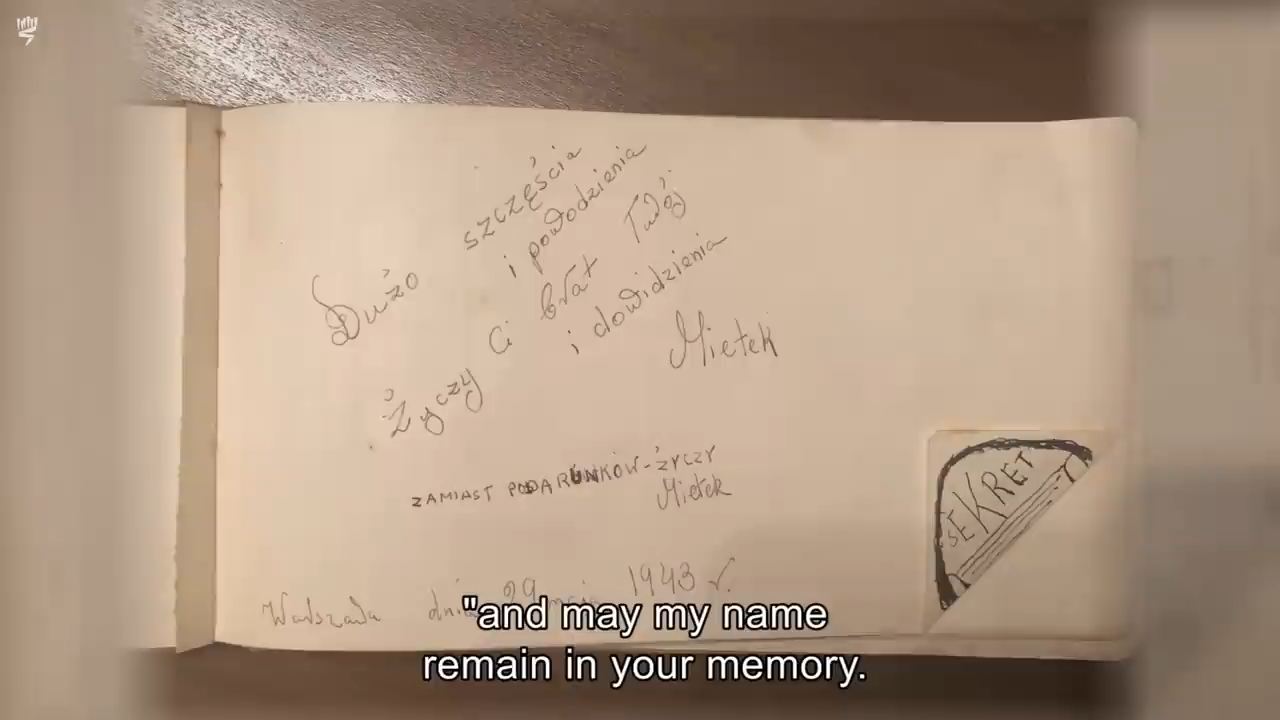 Dużo szczęścia
i powodzenia
Życzy Ci brat Twój
i dowidzenia
Mietek
ZAMIAST PODARUNKÓW-ŻYCZY
Mietek
SEKRET
Warszawa dnia 29 maja 1943 r.
"and may my name
remain in your memory.